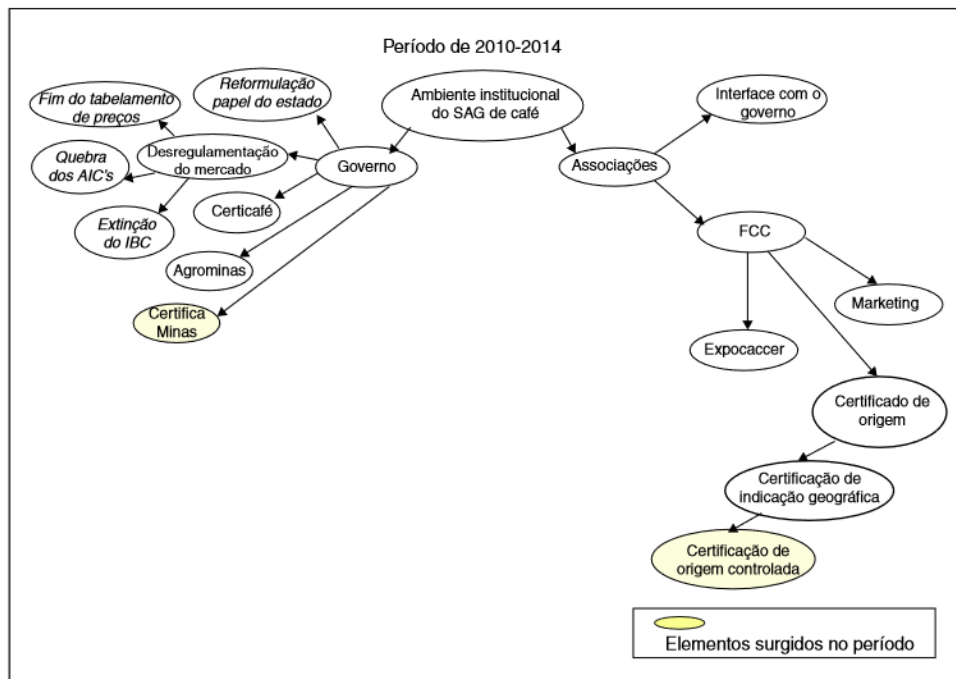 Período de 2010-2014
Ambiente institucional
do SAG de café
Reformulação
papel do estado
Fim do tabelamento
de preços
Desregulamentação
do mercado
Quebra
dos AIC's
Extinção
do IBC
Governo
Certicafé
Agrominas
Certifica
Minas
Interface com o
governo
Associações
FCC
Marketing
Expocaccer
Certificado de
origem
Certificação de
indicação geográfica
Certificação de
origem controlada
Elementos surgidos no período